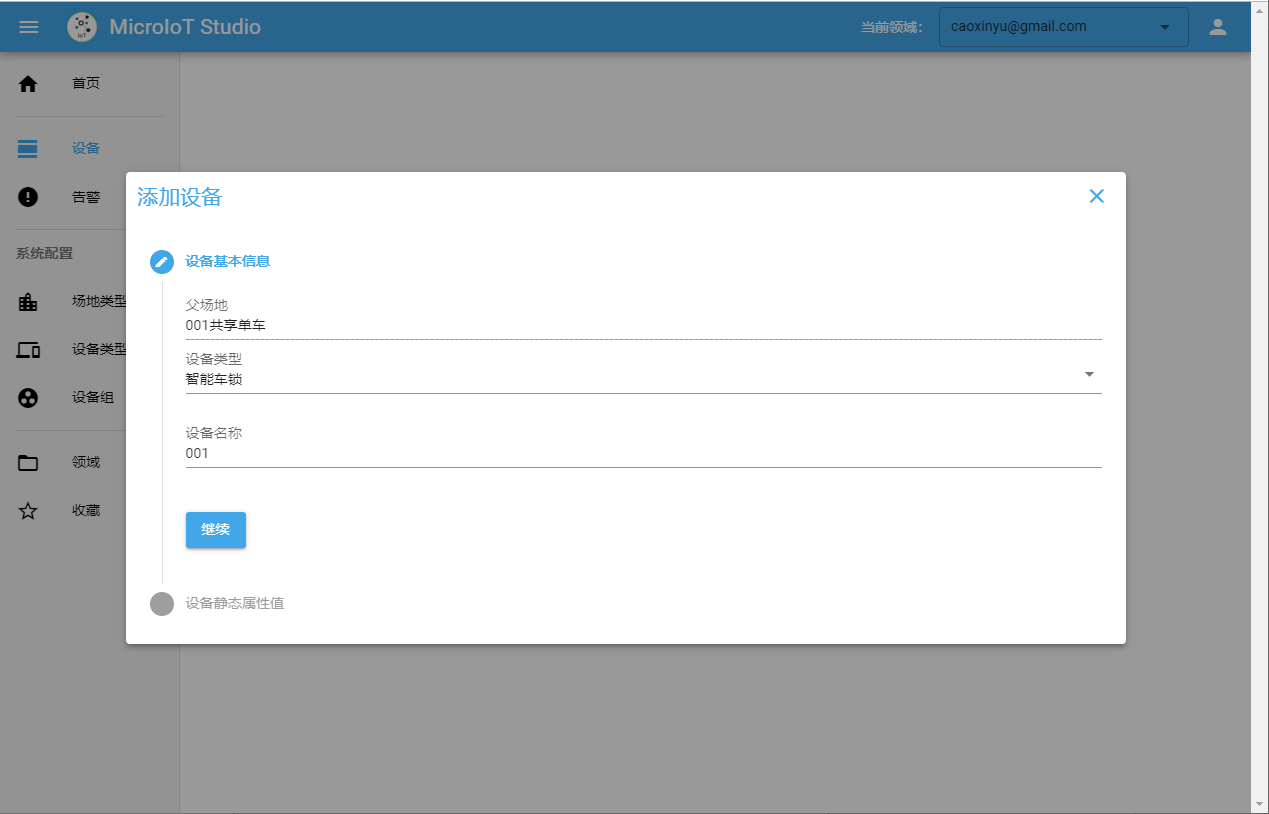 MicroIoT Studio
当前领域：
caoxinyu@gmail.com
首页
设备
告警
系统配置
场地类型
设备类型
设备组
领域
收藏
添加设备
设备基本信息
父场地
001共享单车
设备类型
智能车锁
设备名称
001
继续
设备静态属性值